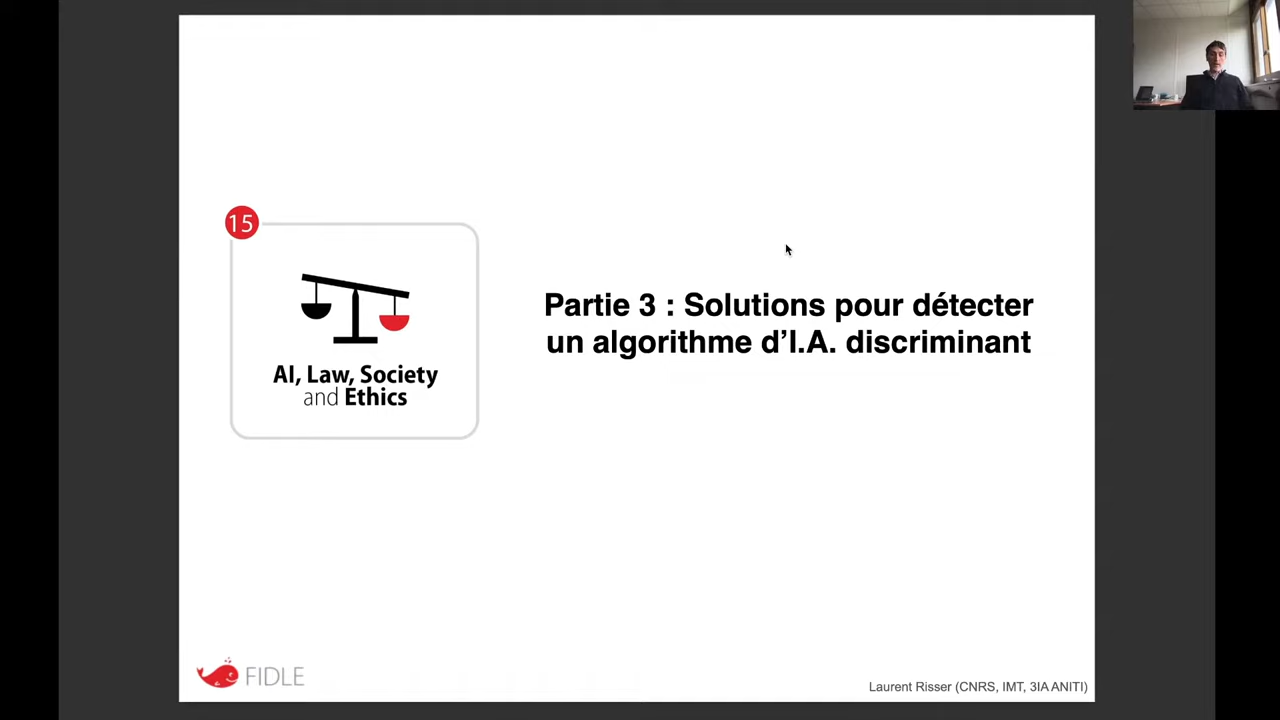 15
AI, Law, Society
and Ethics
Partie 3 : Solutions pour détecter
un algorithme d’I.A. discriminant
FIDLE
Laurent Risser (CNRS, IMT, 3IA ANITI)